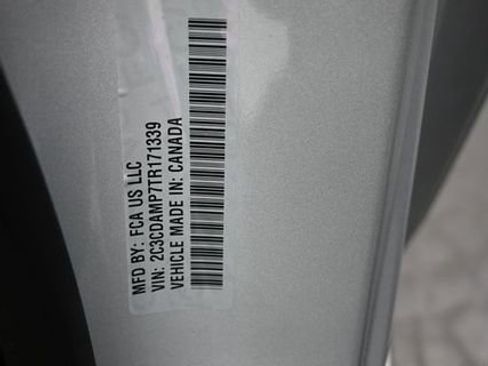 MFD BY: FCA US LLC
VIN: 2C3CDAMP7TR171339
VEHICLE MADE IN: CANADA